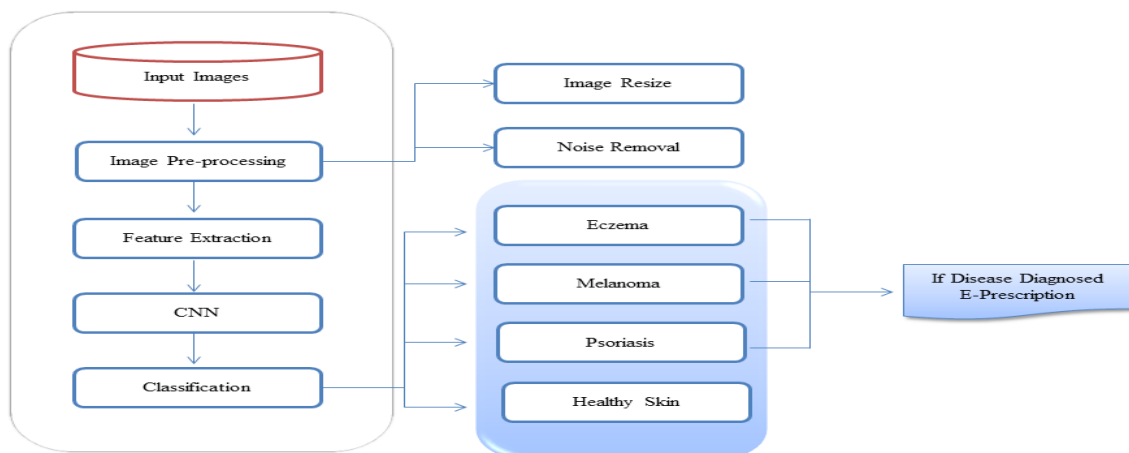 Input Images
Image Pre-processing
Feature Extraction
CNN
Classification
Image Resize
Noise Removal
Eczema
Melanoma
Psoriasis
Healthy Skin
If Disease Diagnosed
E-Prescription